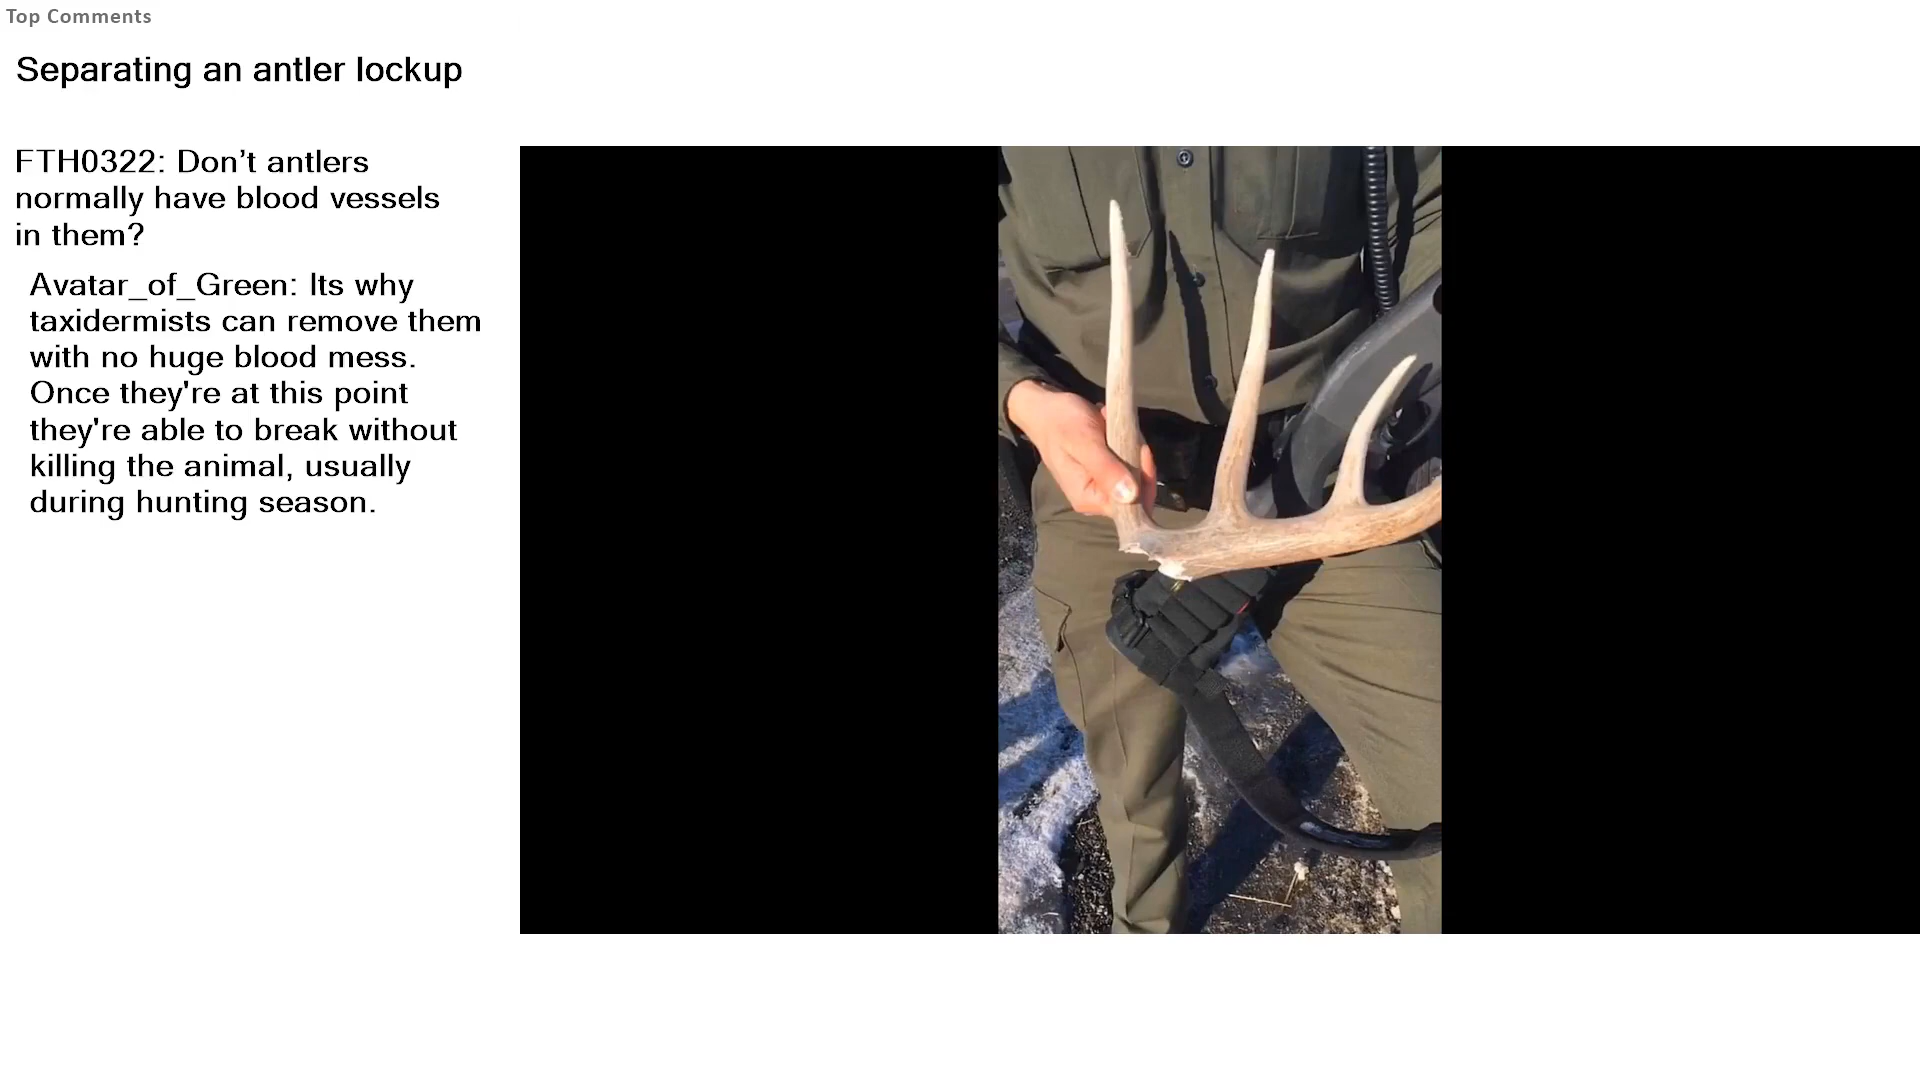 Top Comments
Separating an antler lockup
FTH0322: Don’t antlers
normally have blood vessels
in them?
Avatar_of_Green: Its why
taxidermists can remove them
with no huge blood mess.
Once they're at this point
they're able to break without
killing the animal, usually
during hunting season.